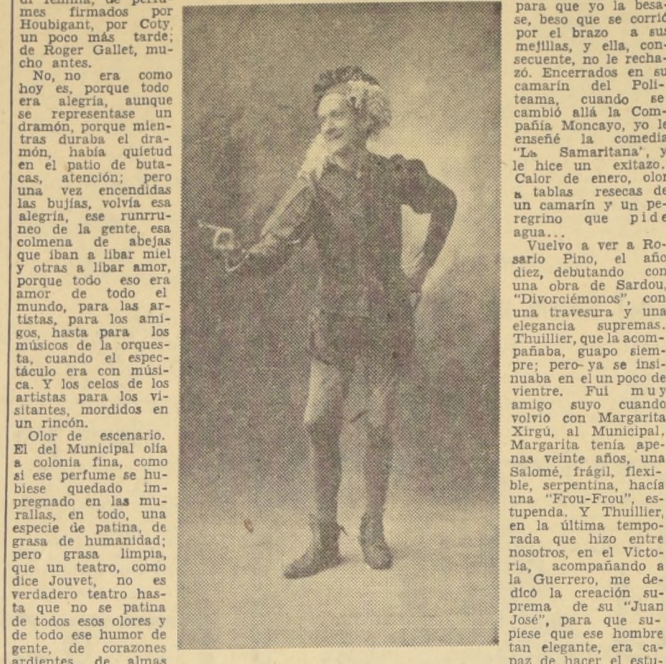 mes firmados por
Houbigant, por Coty,
un poco más tarde;
de Roger Gallet, mu-
cho antes.
No, no era como
hoy es, porque todo
era alegría, aunque
se representase un
dramón, porque mien-
tras duraba el dra-
món, había quietud
en el patio de buta-
cas, atención; pero
una vez encendidas
las bujías, volvía esa
alegría, ese runrru-
neo de la gente, esa
colmena de abejas
que iban a libar miel
y otras a libar amor,
porque todo eso era
amor de todo el
mundo, para las ar-
tistas, para los ami-
gos, hasta para los
músicos de la orques-
ta, cuando el espec-
táculo era con músi-
ca. Y los celos de los
artistas para los vi-
sitantes, mordidos en
un rincón.
Olor de escenario.
El del Municipal olía
a colonia fina, como
si ese perfume se hu-
biese quedado im-
pregnado en las mu-
rallas, en todo, una
especie de patina, de
grasa de humanidad;
pero grasa limpia,
que un teatro, como
dice Jouvet, no es
verdadero teatro has-
ta que no se patina
de todos esos olores y
de todo ese humor de
gente, de corazones
ardientes, de almas
para que yo la besa-
se, beso que se corrió
por el brazo a sus
mejillas, y ella, con-
secuente, no le recha-
zó. Encerrados en su
camarín del Poli-
teama, cuando se
cambió allá la Com-
pañía Moncayo, yo le
enseñé la comedia
"La Samaritana", y
le hice un exitazo.
Calor de enero, olor
a tablas resecas de
un camarín y un pe-
regrino que pide
agua...
Vuelvo a ver a Ro-
sario Pino, el año
diez, debutando con
una obra de Sardou,
"Divorciémonos", con
una travesura y una
elegancia supremas.
Thuillier, que la acom-
pañaba, guapo siem-
pre; pero ya se insi-
nuaba en el un poco de
vientre. Fui muy
amigo suyo cuando
volvió con Margarita
Xirgú, al Municipal.
Margarita tenía ape-
nas veinte años, una
Salomé, frágil, flexi-
ble, serpentina, hacía
una "Frou-Frou", es-
tupenda. Y Thuillier,
en la última tempo-
rada que hizo entre
nosotros, en el Victo-
ria, acompañando a
la Guerrero, me de-
dicó la creación su-
prema de su "Juan
José", para que su-
piese que ese hombre
tan elegante, era ca-
paz de hacer el estu-